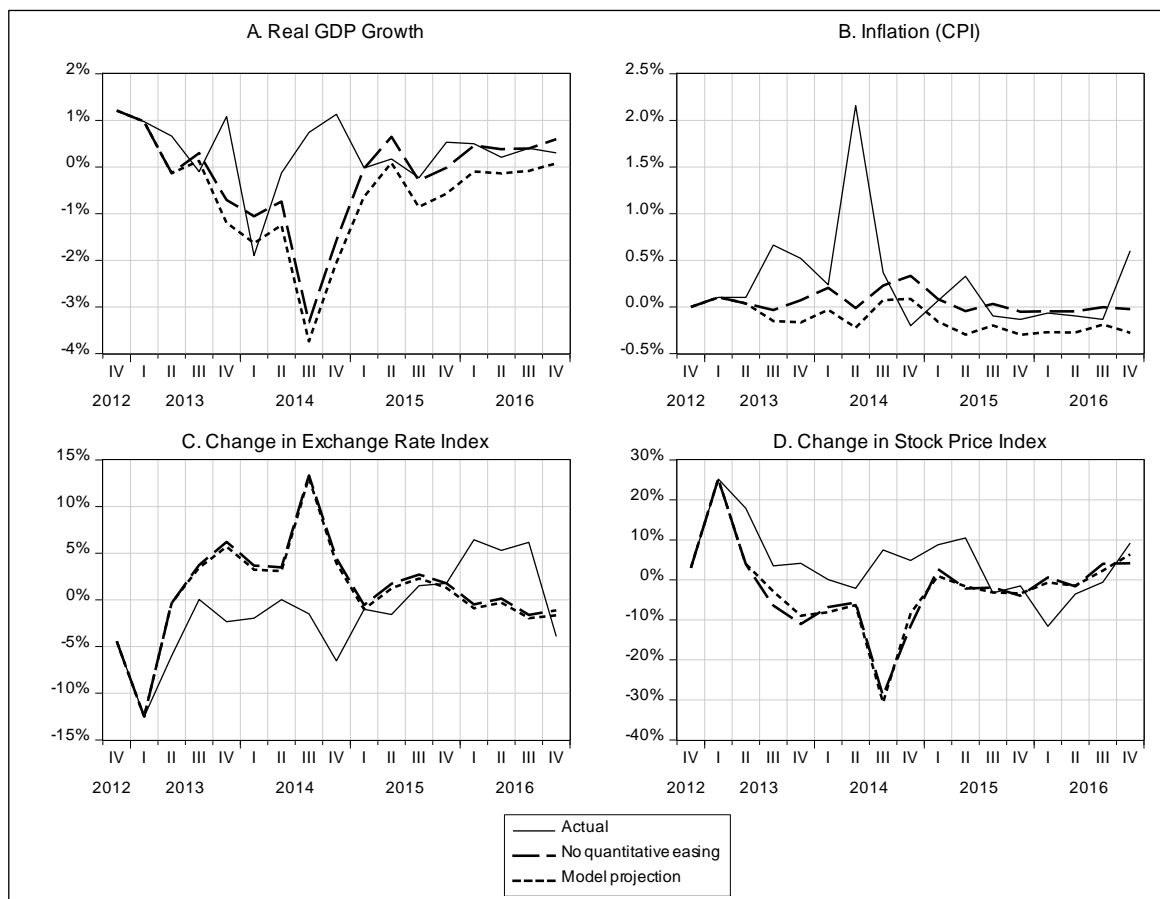 A. Real GDP Growth
2%
1%
0%
-1%
-2%
-3%
-4%
IV I II III IV I II III IV I II III IV I II III IV
2012 2013 2014 2015 2016
B. Inflation (CPI)
2.5%
2.0%
1.5%
1.0%
0.5%
0.0%
-0.5%
IV I II III IV I II III IV I II III IV I II III IV
2012 2013 2014 2015 2016
C. Change in Exchange Rate Index
15%
10%
5%
0%
-5%
-10%
-15%
IV I II III IV I II III IV I II III IV I II III IV
2012 2013 2014 2015 2016
D. Change in Stock Price Index
30%
20%
10%
0%
-10%
-20%
-30%
-40%
IV I II III IV I II III IV I II III IV I II III IV
2012 2013 2014 2015 2016
Actual
No quantitative easing
Model projection